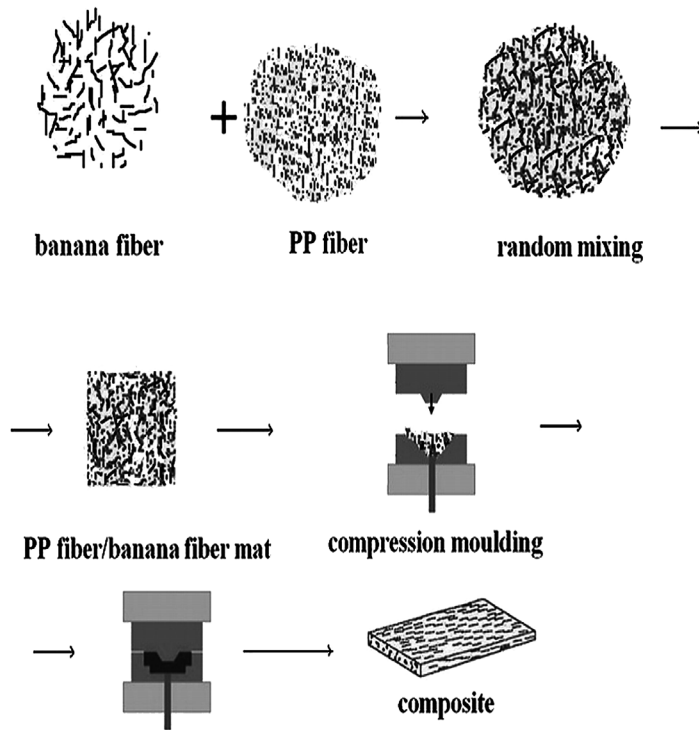 +
banana fiber
PP fiber
random mixing
PP fiber/banana fiber mat
compression moulding
composite